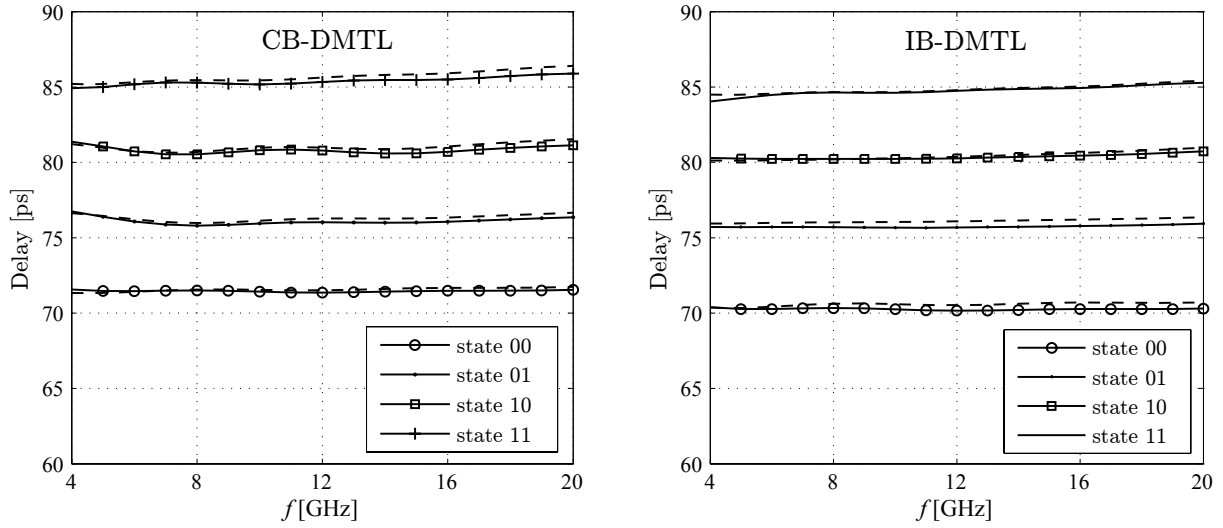 CB-DMTL
90
85
80
75
70
65
60
Delay [ps]
state 00
state 01
state 10
state 11
4
8
12
16
20
f [GHz]
IB-DMTL
90
85
80
75
70
65
60
Delay [ps]
state 00
state 01
state 10
state 11
4
8
12
16
20
f [GHz]